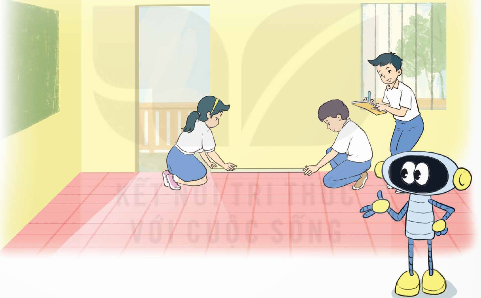 KẾT NỐI TRI THỨC
VỚI CUỘC SỐNG